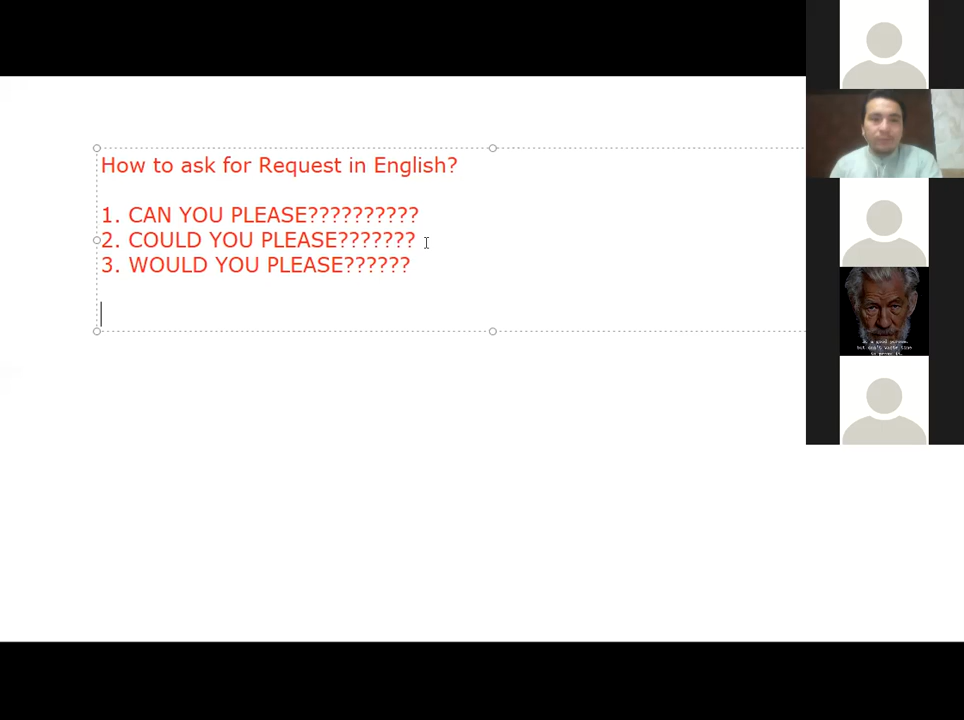 How to ask for Request in English?
1. CAN YOU PLEASE??????????
2. COULD YOU PLEASE???????
3. WOULD YOU PLEASE??????